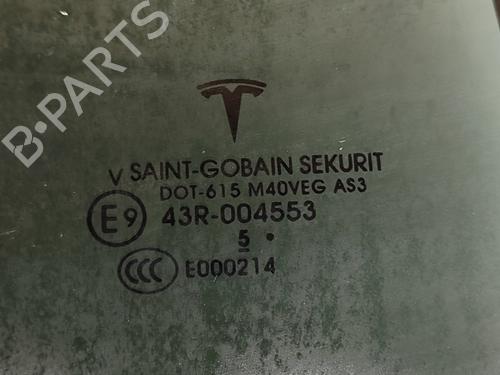 B-PARTS
V SAINT-GOBAIN SEKURIT
DOT-615 M40VEG AS3
E9 43R-004553
5 •
CCC E000214